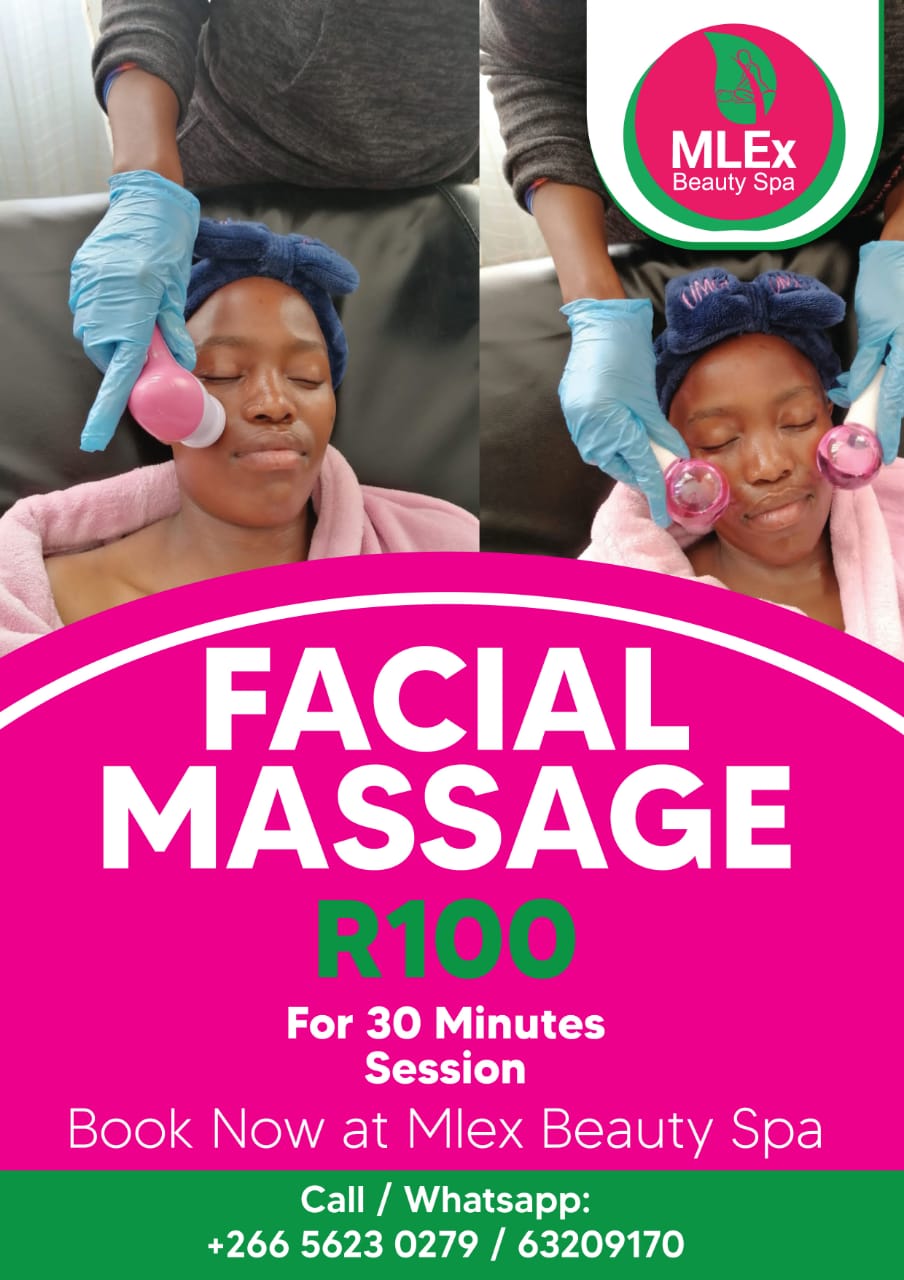 MLEx
Beauty Spa
FACIAL
MASSAGE
R100
For 30 Minutes
Session
Book Now at Mlex Beauty Spa
Call / Whatsapp:
+266 5623 0279 / 63209170